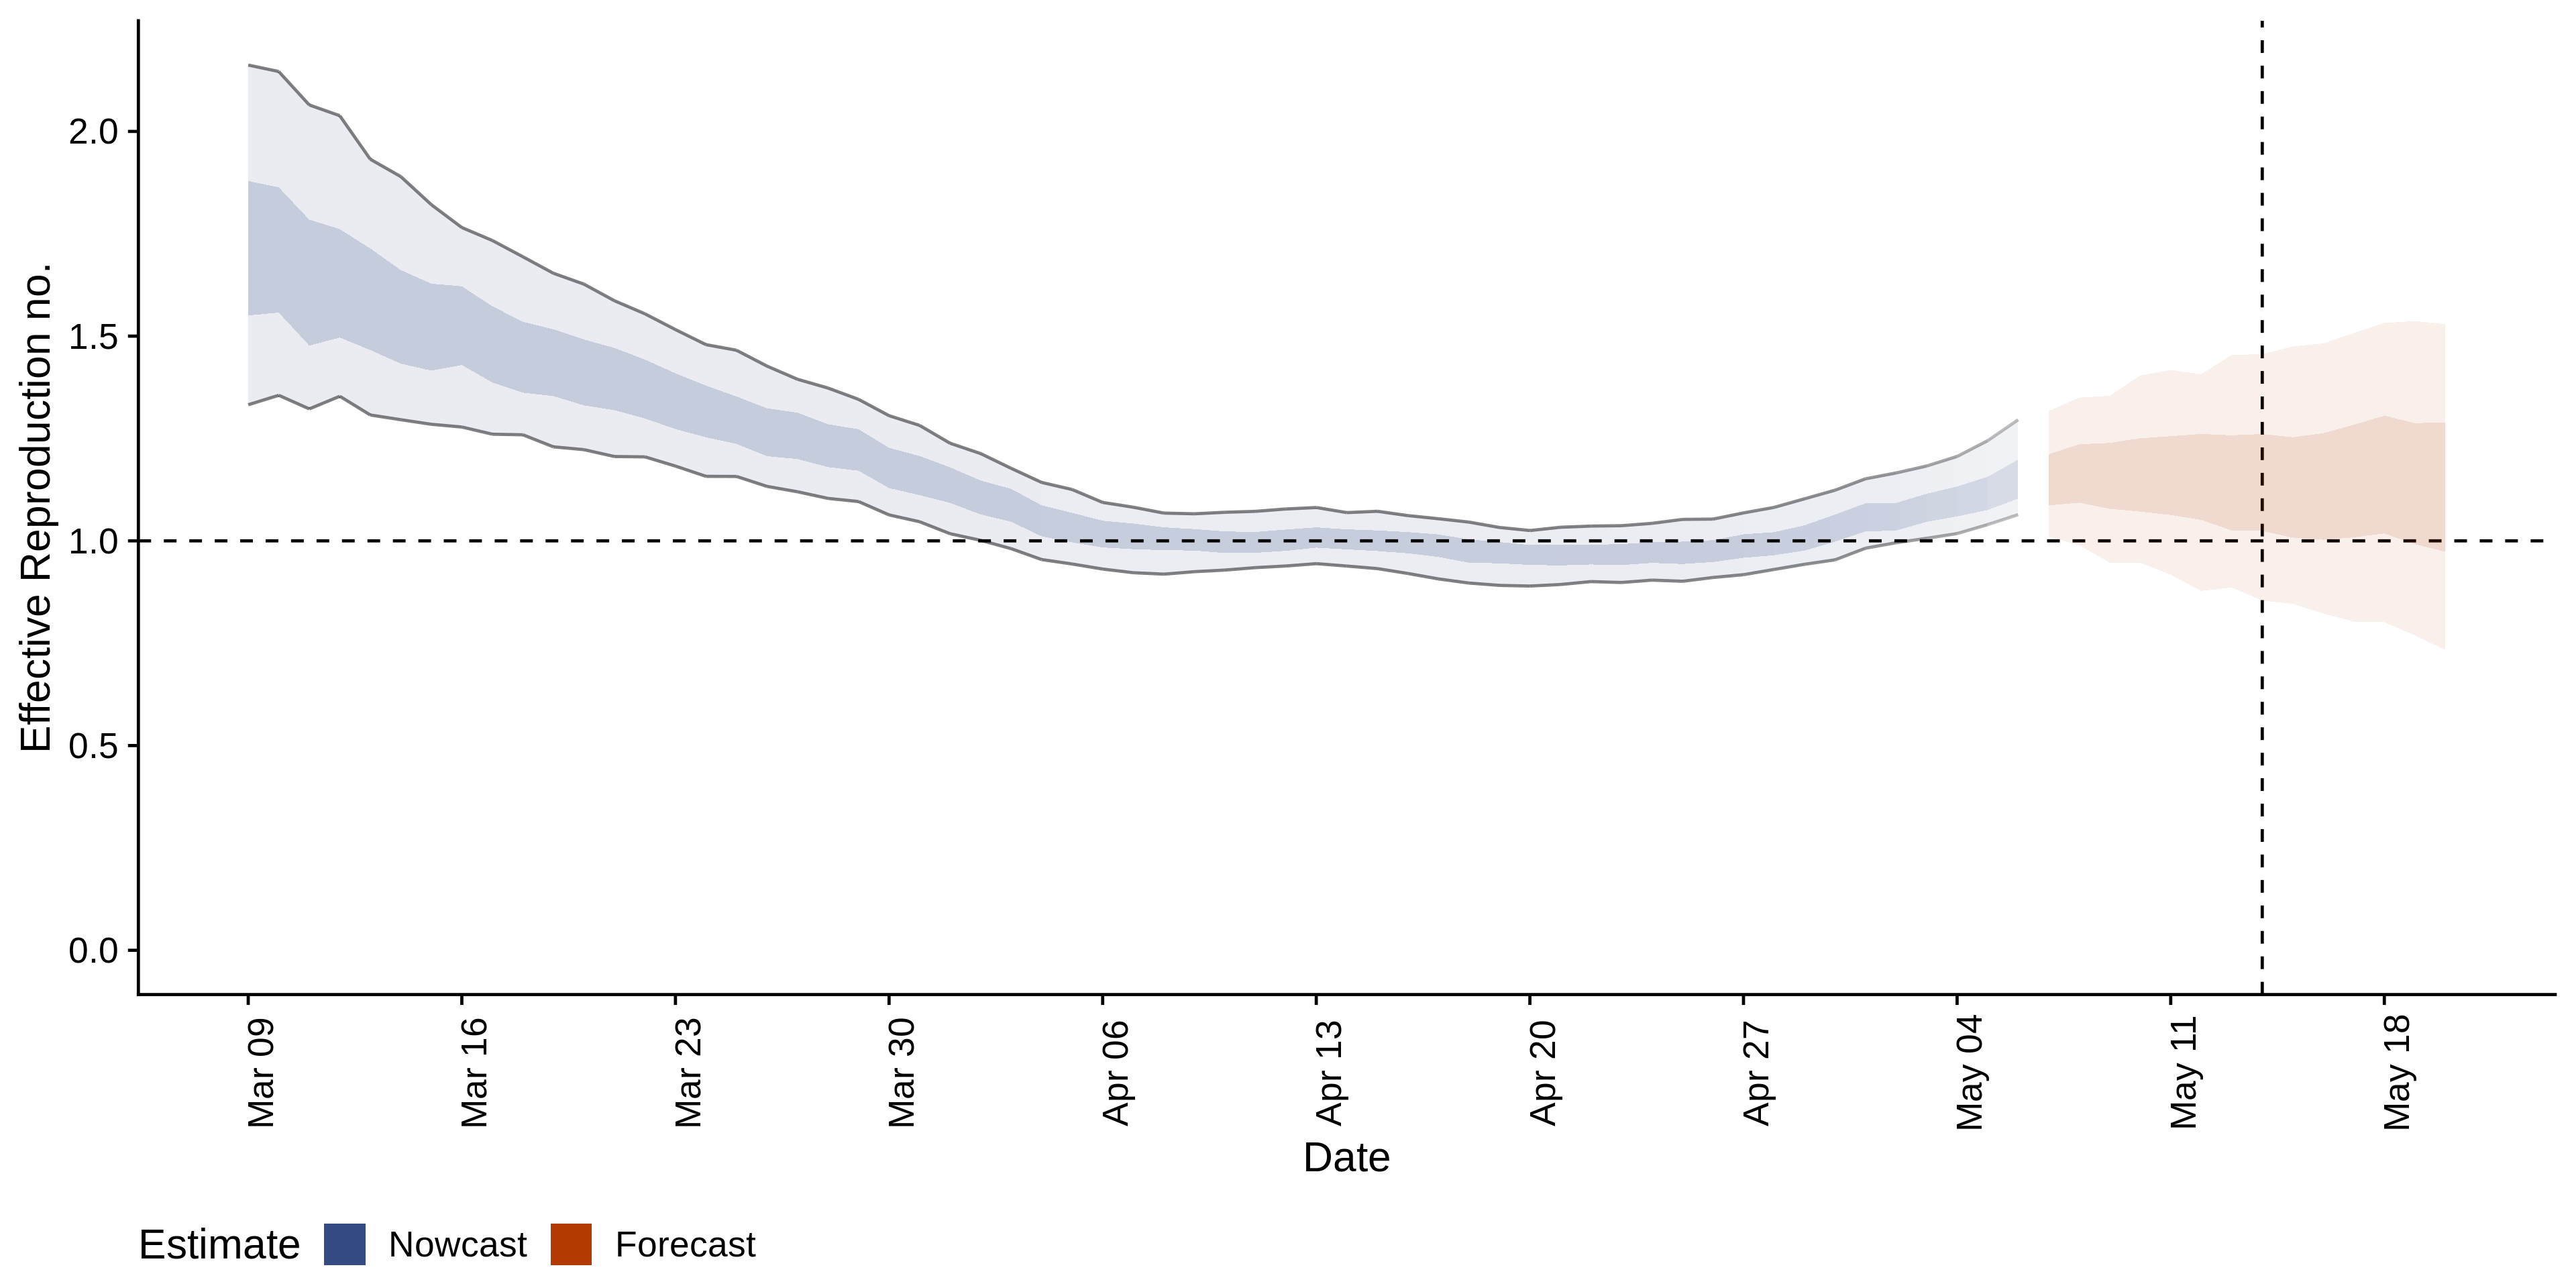 Effective Reproduction no.
2.0
1.5
1.0
0.5
0.0
Mar 09
Mar 16
Mar 23
Mar 30
Apr 06
Apr 13
Apr 20
Apr 27
May 04
May 11
May 18
Date
Estimate Nowcast Forecast